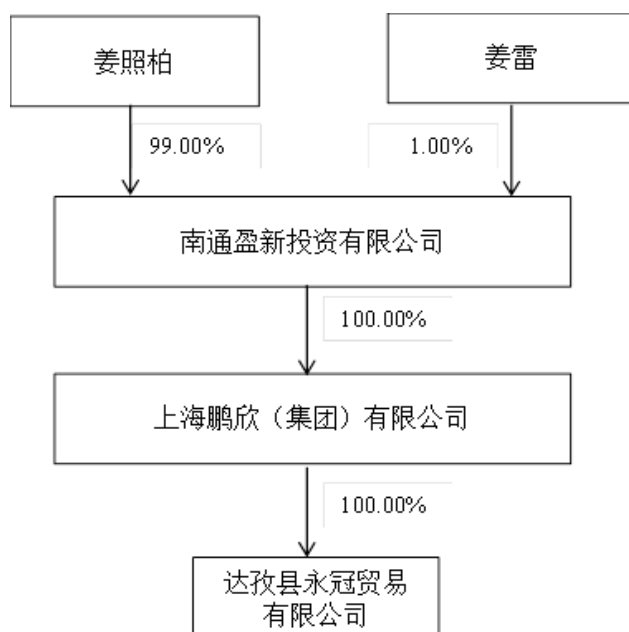 姜照柏
姜雷
99.00%
1.00%
南通盈新投资有限公司
100.00%
上海鹏欣（集团）有限公司
100.00%
达孜县永冠贸易
有限公司